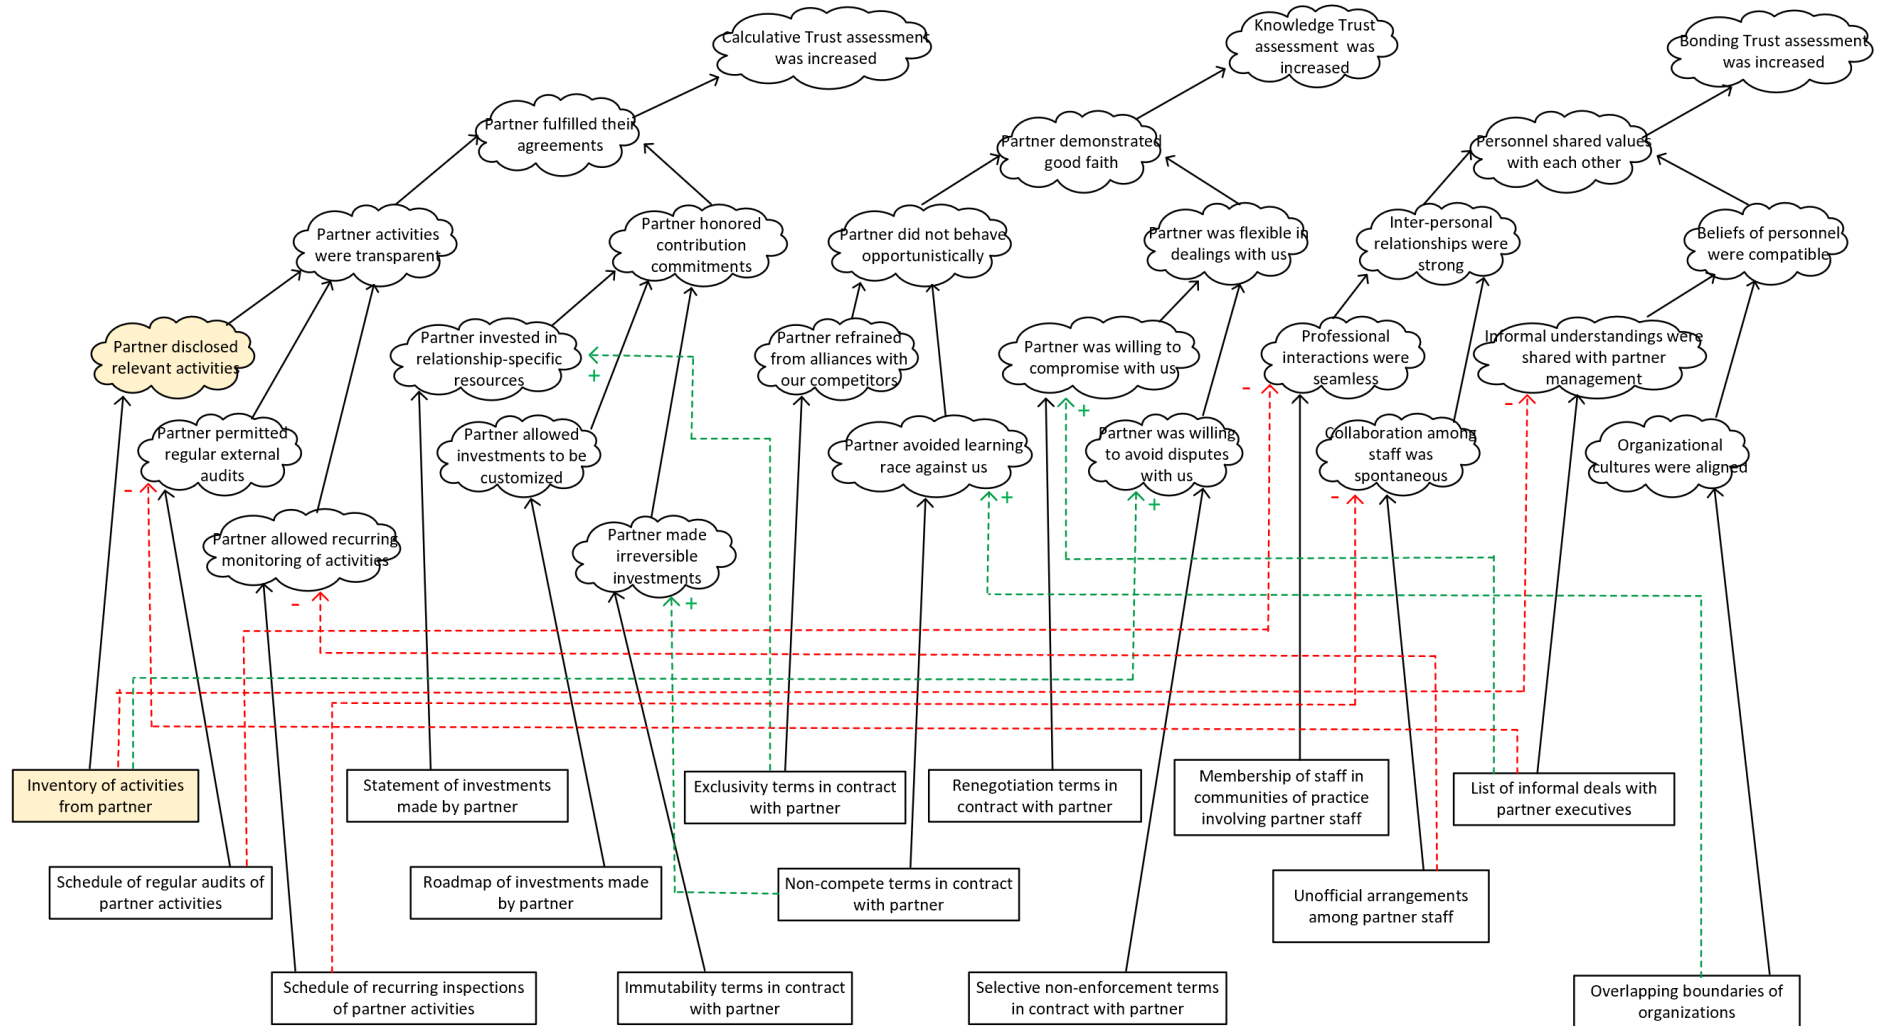 Calculative Trust assessment
was increased
Knowledge Trust
assessment was
increased
Bonding Trust assessment
was increased
Partner fulfilled their
agreements
Partner demonstrated
good faith
Personnel shared values
with each other
Partner activities
were transparent
Partner honored
contribution
commitments
Partner did not behave
opportunistically
Partner was flexible in
dealings with us
Inter-personal
relationships were
strong
Beliefs of personnel
were compatible
Partner disclosed
relevant activities
Partner invested in
relationship-specific
resources
+
Partner refrained
from alliances with
our competitors
Partner was willing to
compromise with us
+
Professional
interactions were
seamless
-
Informal understandings were
shared with partner
management
-
Partner permitted
regular external
audits
-
Partner allowed
investments to be
customized
Partner avoided learning
race against us
+
Partner was willing
to avoid disputes
with us
+
Collaboration among
staff was
spontaneous
-
Organizational
cultures were aligned
Partner allowed recurring
monitoring of activities
-
Partner made
irreversible
investments
+
Inventory of activities
from partner
Statement of investments
made by partner
Exclusivity terms in contract
with partner
Renegotiation terms in
contract with partner
Membership of staff in
communities of practice
involving partner staff
List of informal deals with
partner executives
Schedule of regular audits of
partner activities
Roadmap of investments made
by partner
Non-compete terms in contract
with partner
Unofficial arrangements
among partner staff
Schedule of recurring inspections
of partner activities
Immutability terms in contract
with partner
Selective non-enforcement terms
in contract with partner
Overlapping boundaries of
organizations